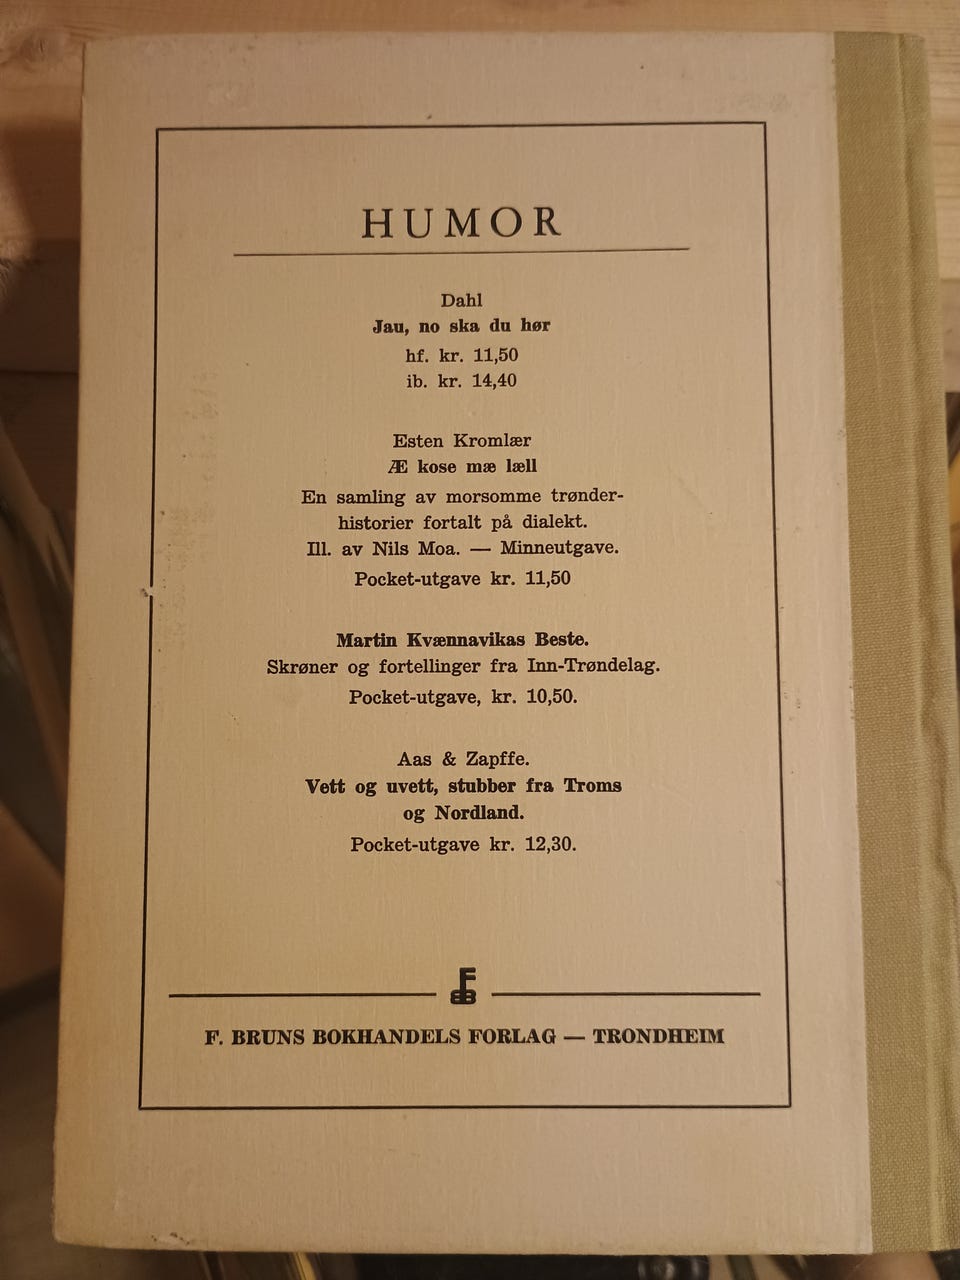 HUMOR
Dahl
Jau, no ska du hør
hf. kr. 11,50
ib. kr. 14,40
Esten Kromlær
Æ kose mæ læll
En samling av morsomme trønder-
historier fortalt på dialekt.
Ill. av Nils Moa. — Minneutgave.
Pocket-utgave kr. 11,50
Martin Kvænnavikas Beste.
Skrøner og fortellinger fra Inn-Trøndelag.
Pocket-utgave, kr. 10,50.
Aas & Zapffe.
Vett og uvett, stubber fra Troms
og Nordland.
Pocket-utgave kr. 12,30.
FBB
F. BRUNS BOKHANDELS FORLAG — TRONDHEIM